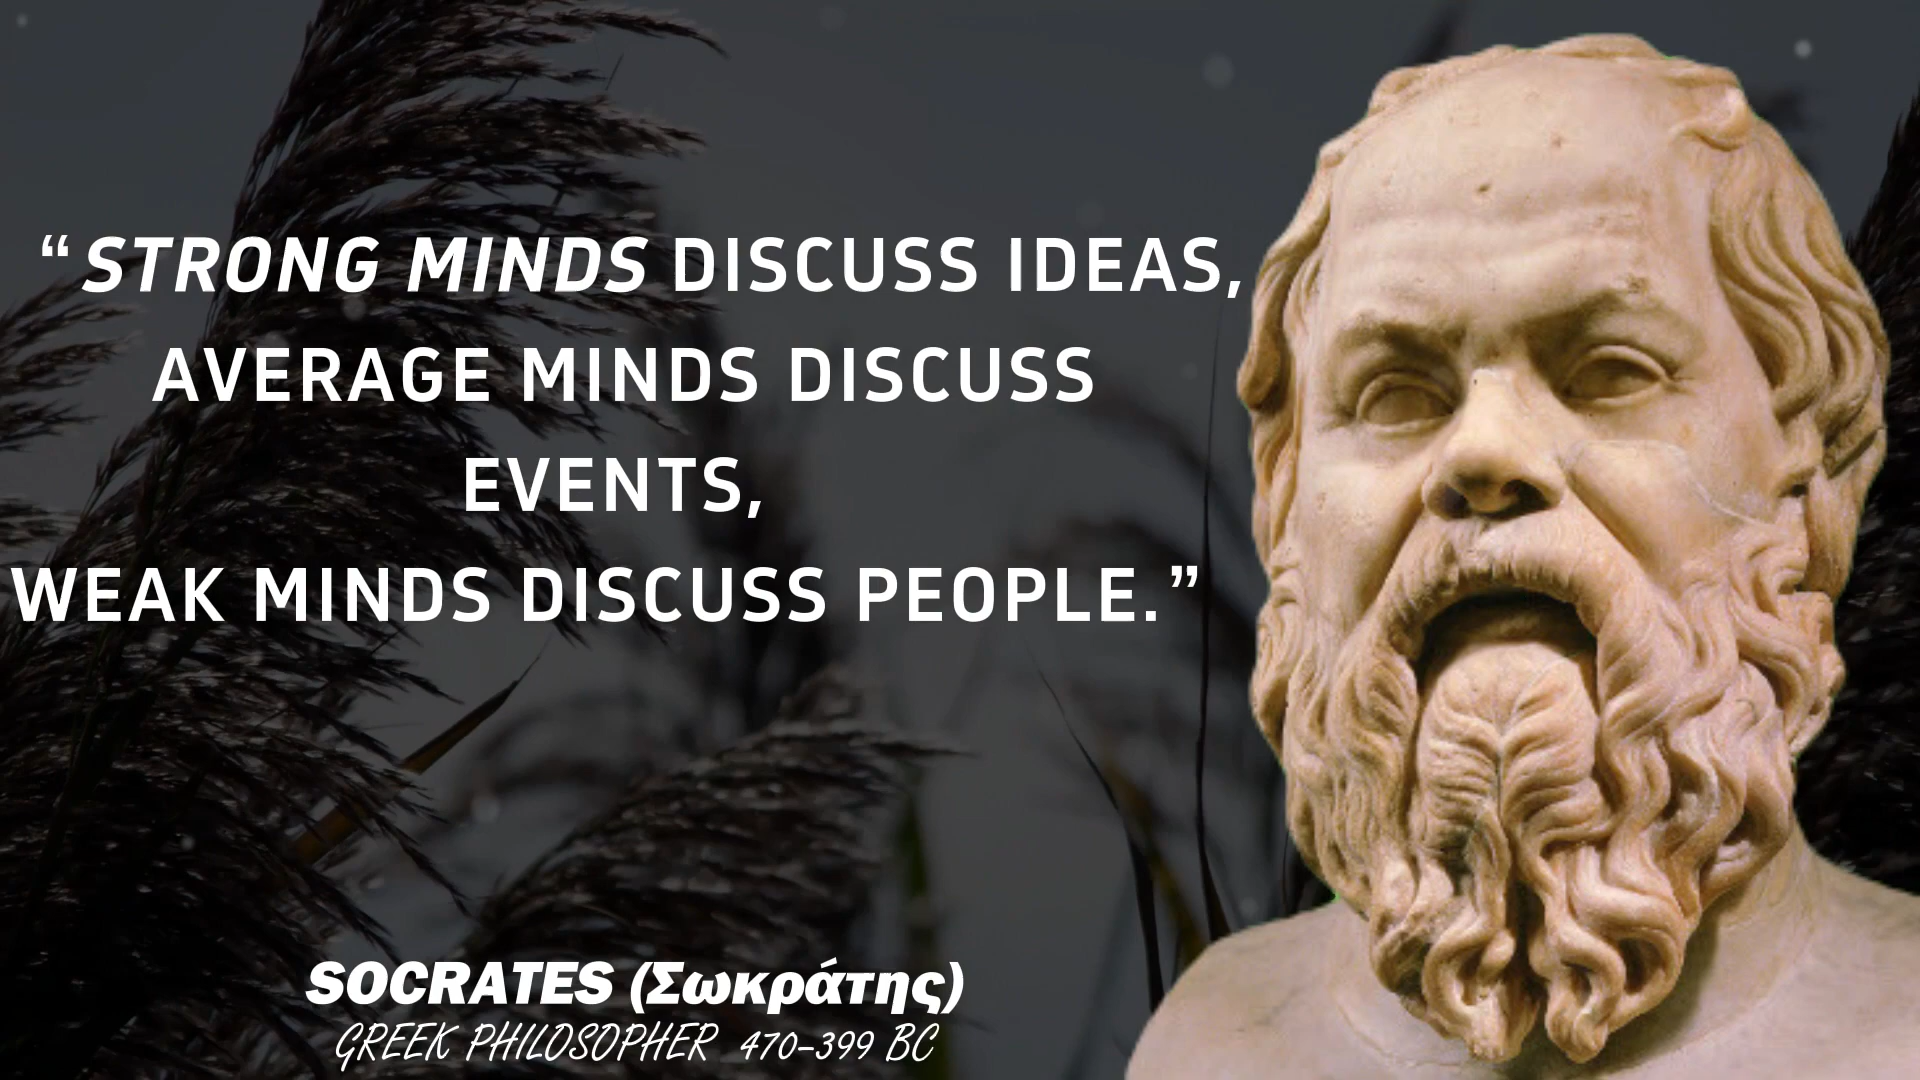 “STRONG MINDS DISCUSS IDEAS,
AVERAGE MINDS DISCUSS
EVENTS,
WEAK MINDS DISCUSS PEOPLE.”
SOCRATES (Σωκράτης)
GREEK PHILOSOPHER 470–399 BC